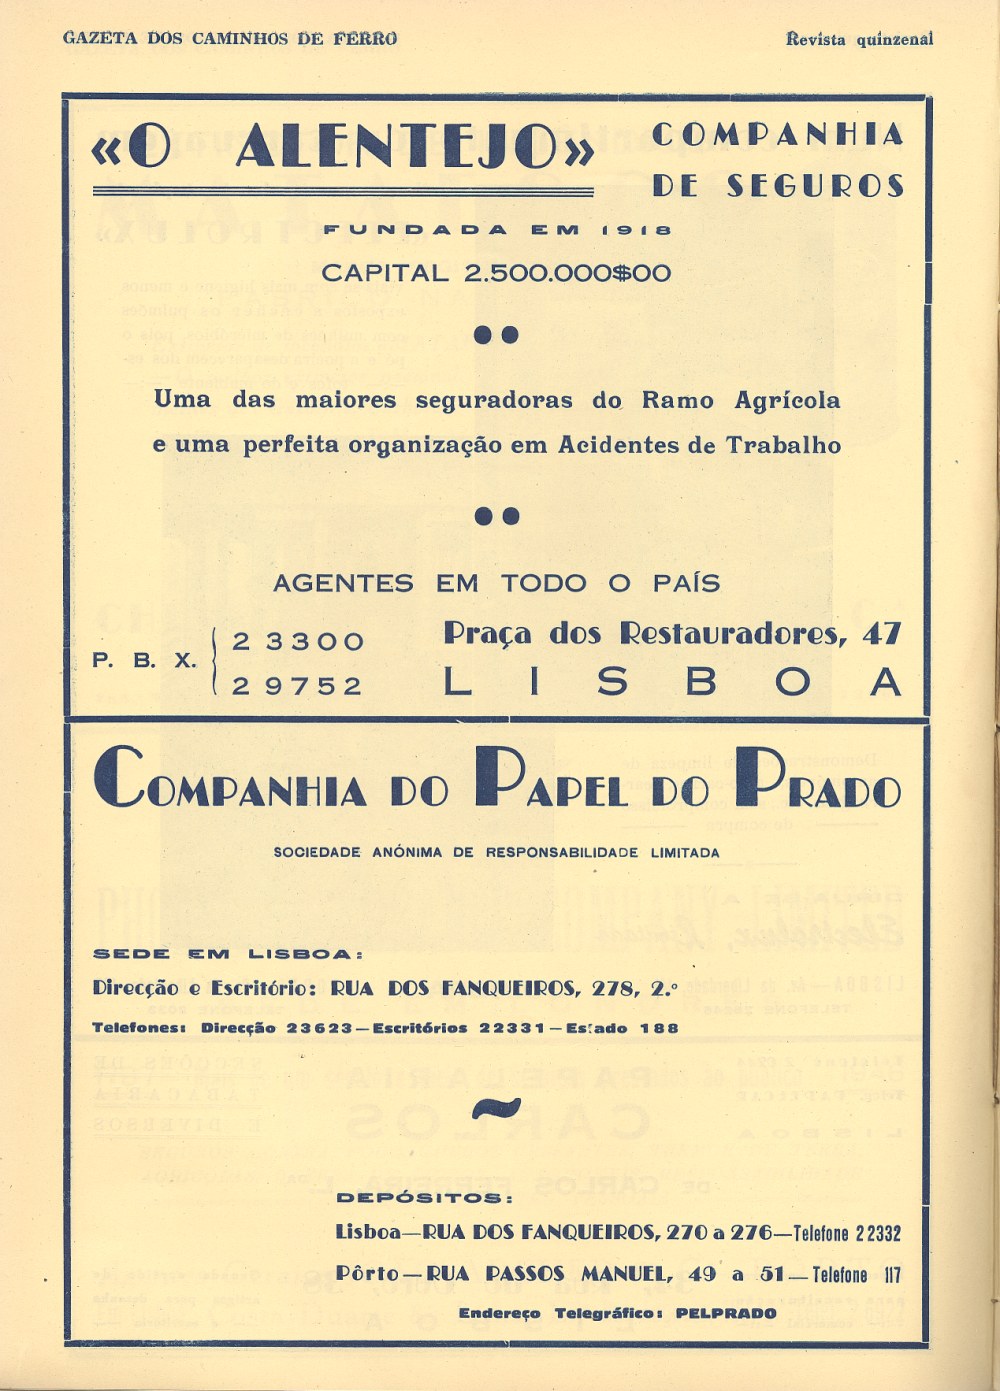 GAZETA DOS CAMINHOS DE FERRO
Revista quinzenal
«O ALENTEJO»
COMPANHIA
DE SEGUROS
FUNDADA EM 1918
CAPITAL 2.500.000$00
Uma das maiores seguradoras do Ramo Agrícola
e uma perfeita organização em Acidentes de Trabalho
AGENTES EM TODO O PAÍS
P. B. X.
2 3300
2 9752
Praça dos Restauradores, 47
LISBOA
COMPANHIA DO PAPEL DO PRADO
SOCIEDADE ANÓNIMA DE RESPONSABILIDADE LIMITADA
SEDE EM LISBOA:
Direcção e Escritório: RUA DOS FANQUEIROS, 278, 2.º
Telefones: Direcção 23623—Escritórios 22331—Estado 188
DEPÓSITOS:
Lisboa—RUA DOS FANQUEIROS, 270 a 276—Telefone 22332
Pôrto—RUA PASSOS MANUEL, 49 a 51—Telefone 117
Endereço Telegráfico: PELPRADO